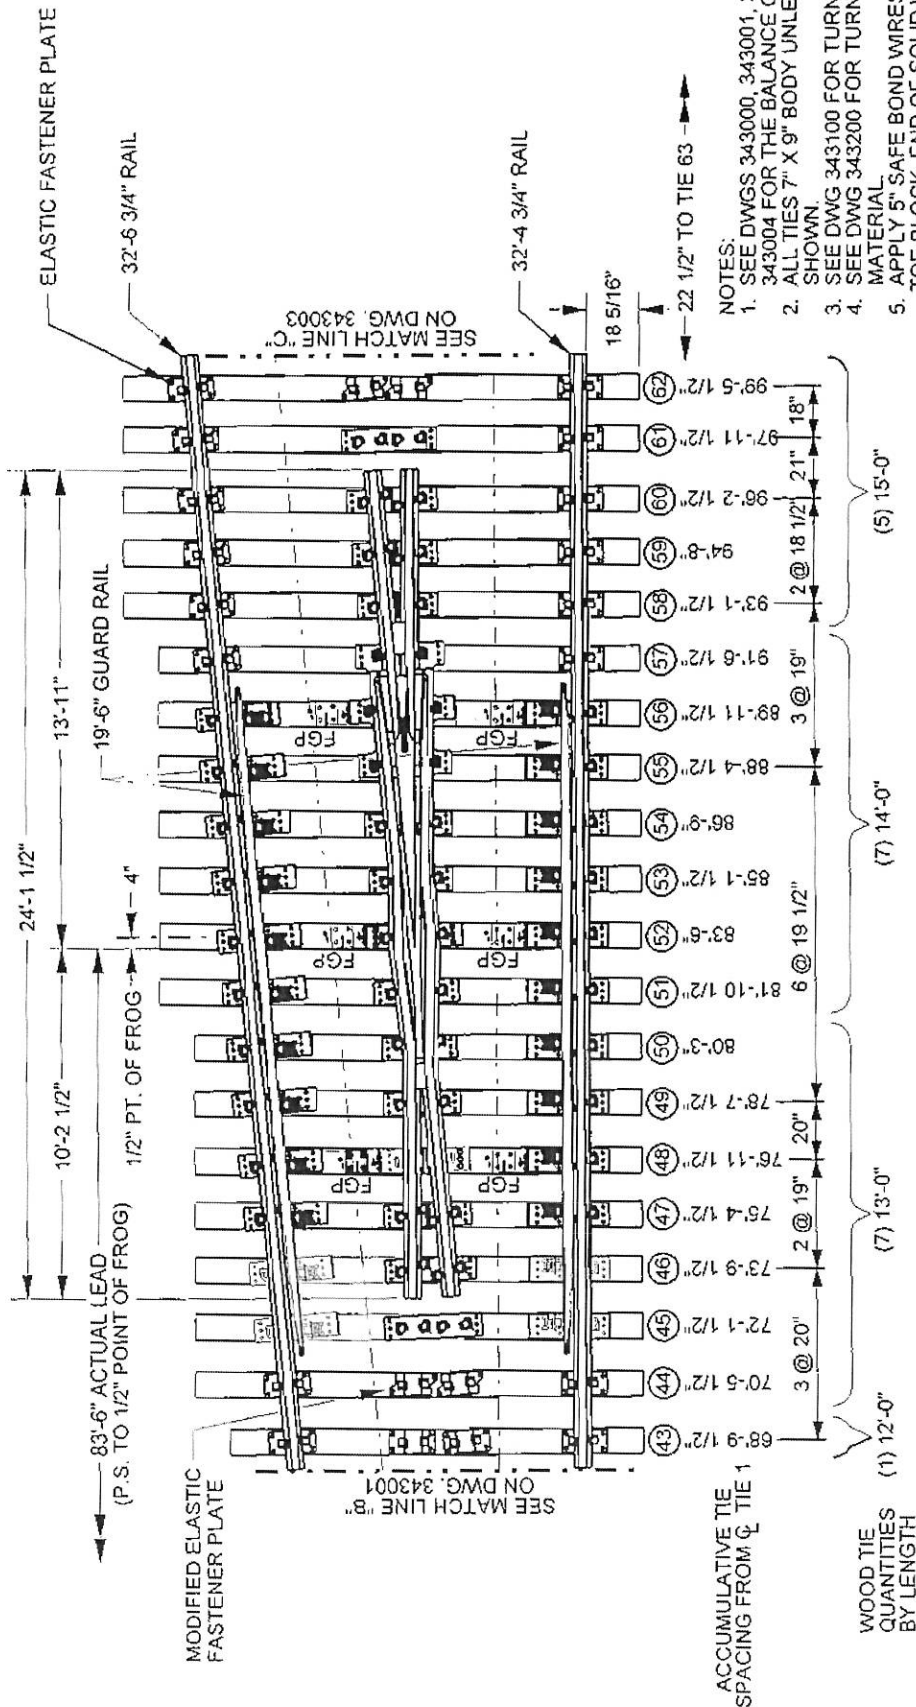 ELASTIC FASTENER PLATE
32'-6 3/4" RAIL
SEE MATCH LINE "C"
ON DWG. 343003
32'-4 3/4" RAIL
18 5/16"
22 1/2" TO TIE 63
24'-1 1/2"
13'-11"
10'-2 1/2"
19'-6" GUARD RAIL
4"
1/2" PT. OF FROG
83'-6" ACTUAL LEAD
(P.S. TO 1/2" POINT OF FROG)
MODIFIED ELASTIC
FASTENER PLATE
SEE MATCH LINE "B"
ON DWG. 343001
FGP FGP FGP
FGP FGP FGP
43 44 45 46 47 48 49 50 51 52 53 54 55 56 57 58 59 60 61 62
ACCUMULATIVE TIE
SPACING FROM ℄ TIE 1
68'-9 1/2" 70'-5 1/2" 72'-1 1/2" 73'-9 1/2" 75'-4 1/2" 76'-11 1/2" 78'-7 1/2" 80'-3" 81'-10 1/2" 83'-6" 85'-1 1/2" 86'-9" 88'-4 1/2" 89'-11 1/2" 91'-6 1/2" 93'-1 1/2" 94'-8" 96'-2 1/2" 97'-11 1/2" 99'-5 1/2"
3 @ 20" 2 @ 19" 20" 6 @ 19 1/2" 3 @ 19" 2 @ 18 1/2" 21" 18"
WOOD TIE
QUANTITIES
BY LENGTH
(1) 12'-0" (7) 13'-0" (7) 14'-0" (5) 15'-0"
NOTES:
1. SEE DWGS 343000, 343001,
343004 FOR THE BALANCE
2. ALL TIES 7" X 9" BODY UNLE
SHOWN.
3. SEE DWG 343100 FOR TURN
4. SEE DWG 343200 FOR TURN
MATERIAL.
5. APPLY 5" SAFE BOND WIRES